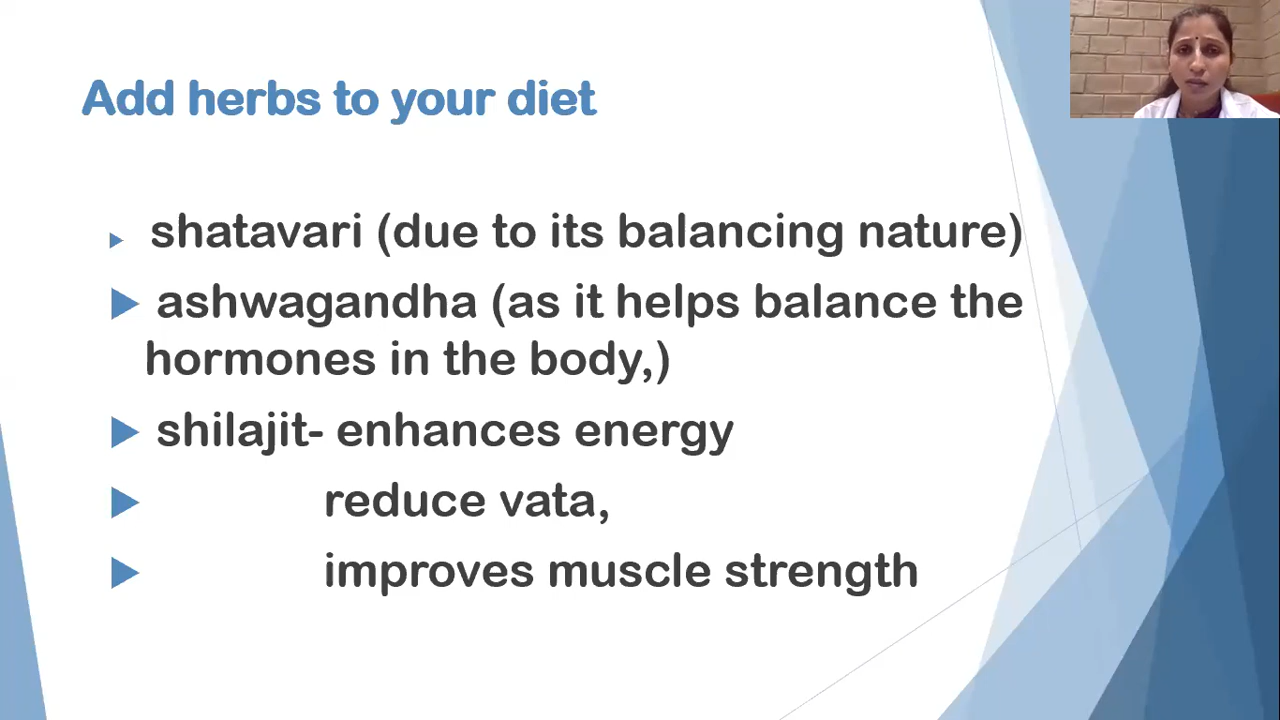 Add herbs to your diet
shatavari (due to its balancing nature)
ashwagandha (as it helps balance the
hormones in the body,)
shilajit- enhances energy
reduce vata,
improves muscle strength